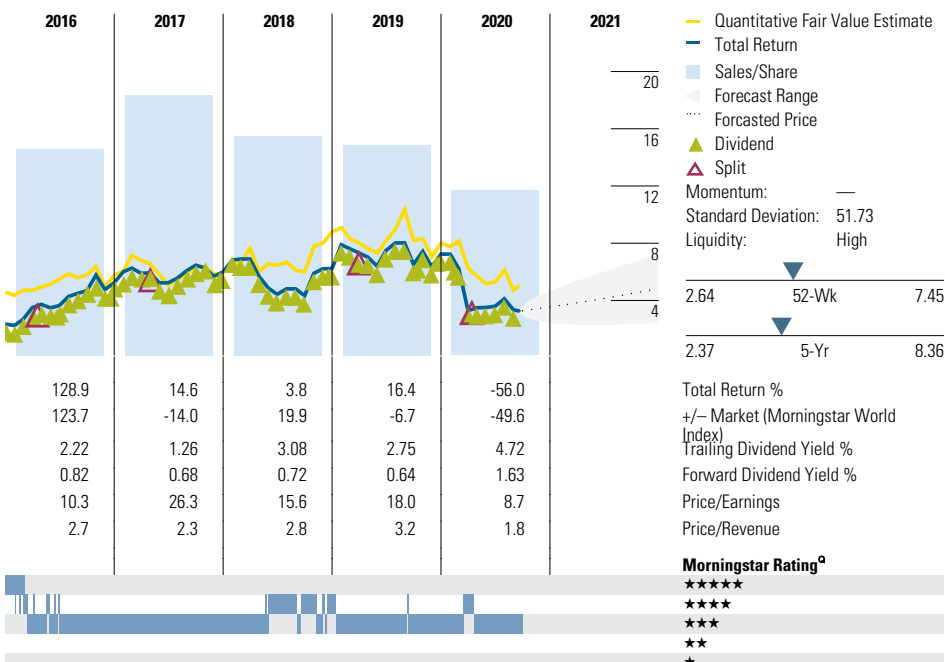 2016 2017 2018 2019 2020 2021
Quantitative Fair Value Estimate
Total Return
Sales/Share
Forecast Range
Forcasted Price
Dividend
Split
Momentum: —
Standard Deviation: 51.73
Liquidity: High
20
16
12
8
4
2.64 52-Wk 7.45
2.37 5-Yr 8.36
128.9 14.6 3.8 16.4 -56.0 Total Return %
123.7 -14.0 19.9 -6.7 -49.6 +/– Market (Morningstar World
Index)
2.22 1.26 3.08 2.75 4.72 Trailing Dividend Yield %
0.82 0.68 0.72 0.64 1.63 Forward Dividend Yield %
10.3 26.3 15.6 18.0 8.7 Price/Earnings
2.7 2.3 2.8 3.2 1.8 Price/Revenue
Morningstar RatingQ
★★★★★
★★★★
★★★
★★
★